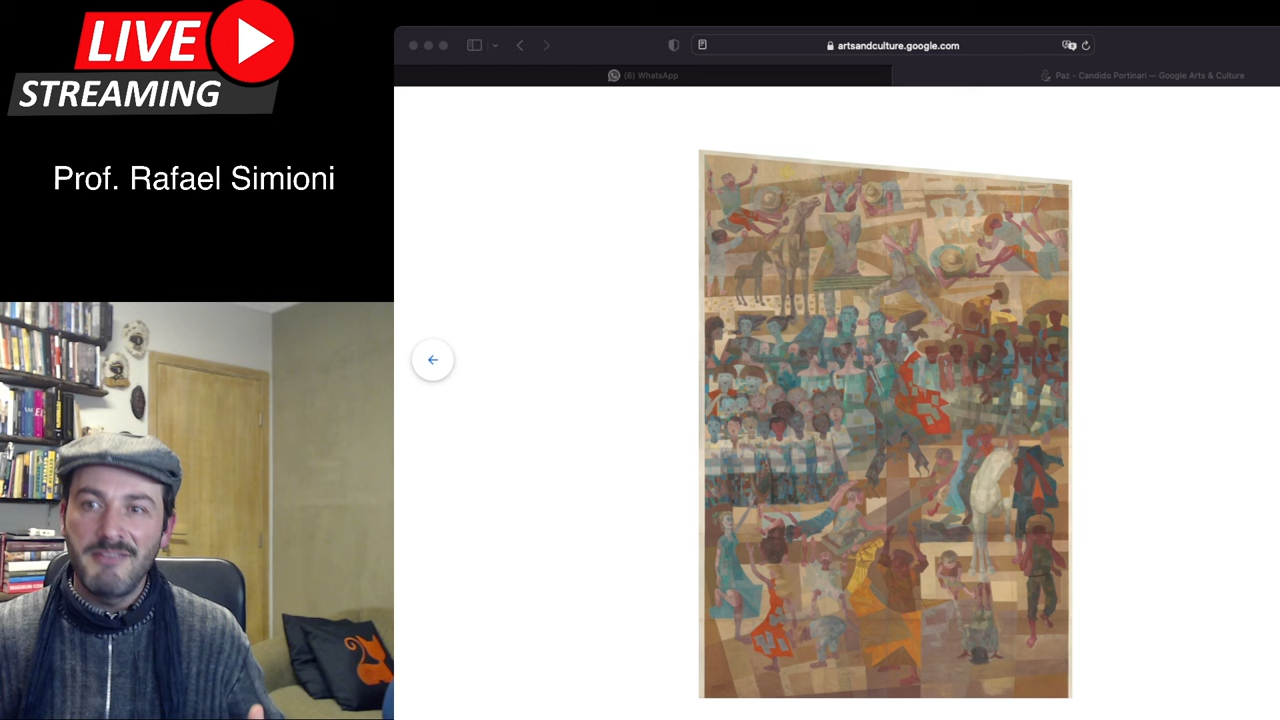 LIVE
STREAMING
Prof. Rafael Simioni
artsandculture.google.com
(6) WhatsApp
Paz - Candido Portinari — Google Arts & Culture